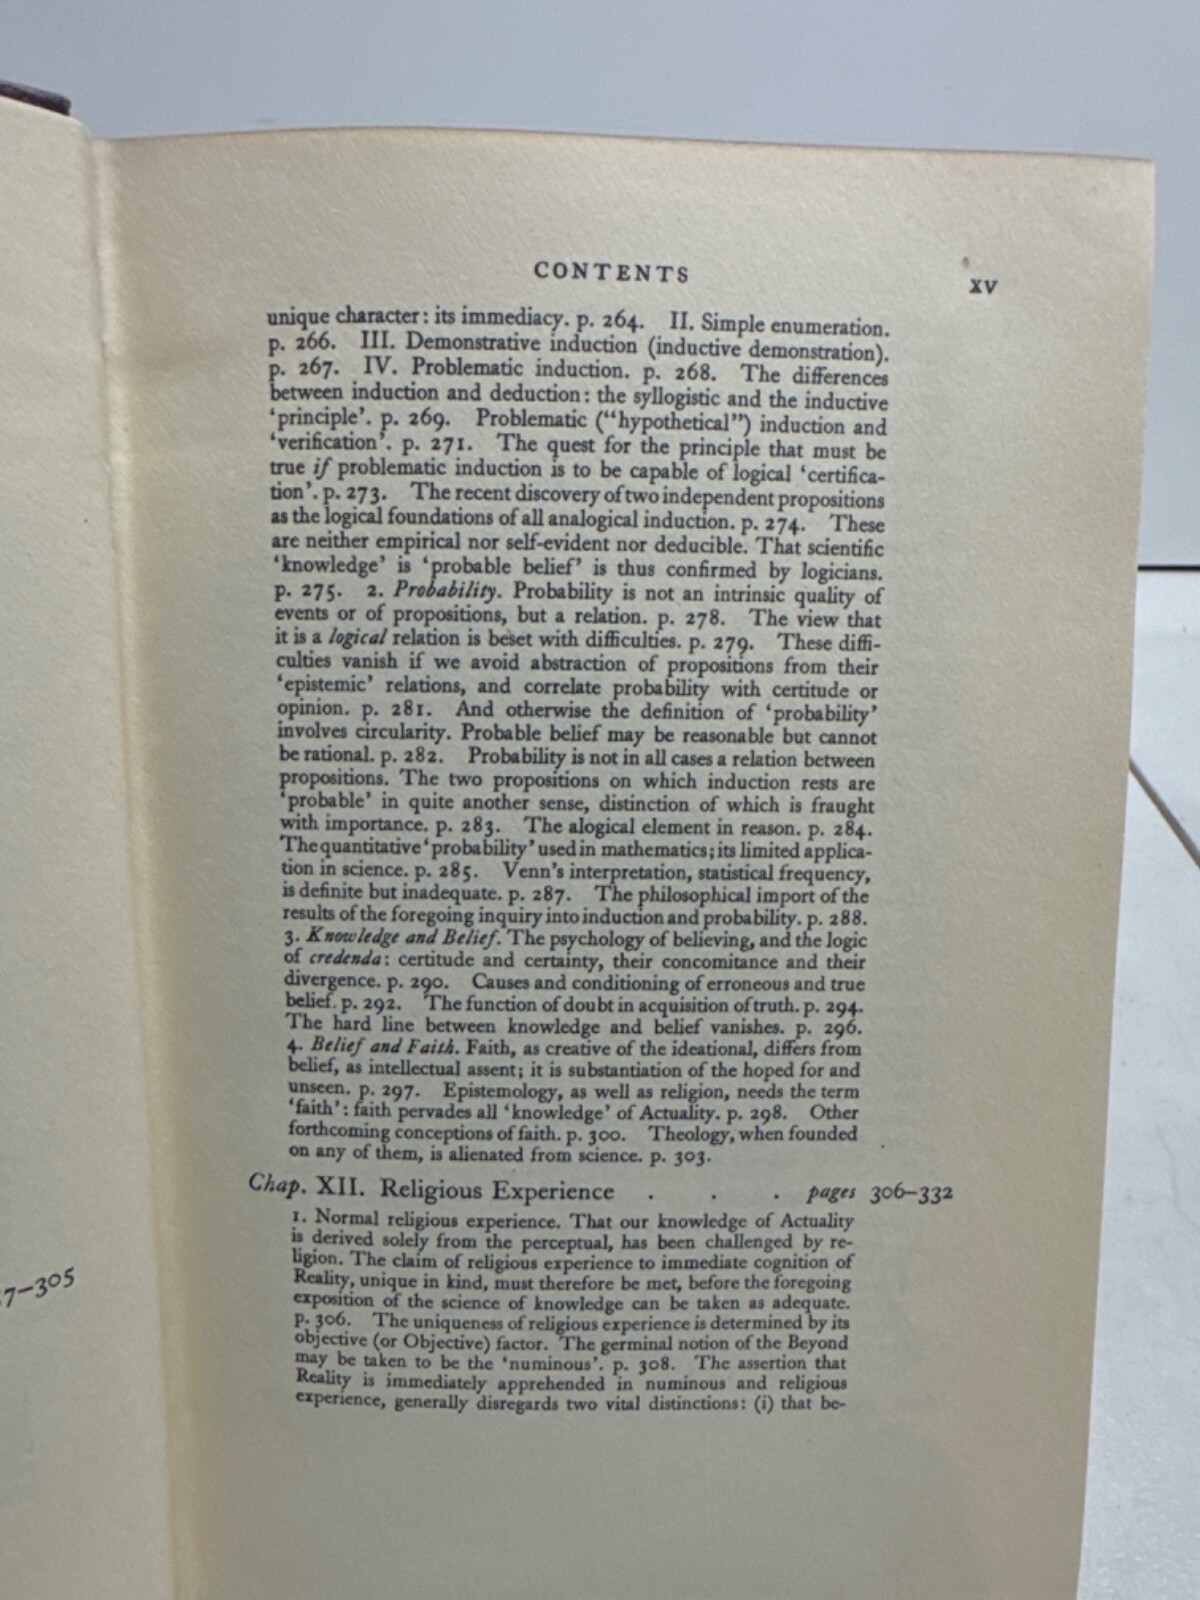 CONTENTS
xv
unique character: its immediacy. p. 264. II. Simple enumeration.
p. 266. III. Demonstrative induction (inductive demonstration).
p. 267. IV. Problematic induction. p. 268. The differences
between induction and deduction: the syllogistic and the inductive
‘principle’. p. 269. Problematic (“hypothetical”) induction and
‘verification’. p. 271. The quest for the principle that must be
true if problematic induction is to be capable of logical ‘certifica-
tion’. p. 273. The recent discovery of two independent propositions
as the logical foundations of all analogical induction. p. 274. These
are neither empirical nor self-evident nor deducible. That scientific
‘knowledge’ is ‘probable belief’ is thus confirmed by logicians.
p. 275. 2. Probability. Probability is not an intrinsic quality of
events or of propositions, but a relation. p. 278. The view that
it is a logical relation is beset with difficulties. p. 279. These diffi-
culties vanish if we avoid abstraction of propositions from their
‘epistemic’ relations, and correlate probability with certitude or
opinion. p. 281. And otherwise the definition of ‘probability’
involves circularity. Probable belief may be reasonable but cannot
be rational. p. 282. Probability is not in all cases a relation between
propositions. The two propositions on which induction rests are
‘probable’ in quite another sense, distinction of which is fraught
with importance. p. 283. The alogical element in reason. p. 284.
The quantitative ‘probability’ used in mathematics; its limited applica-
tion in science. p. 285. Venn’s interpretation, statistical frequency,
is definite but inadequate. p. 287. The philosophical import of the
results of the foregoing inquiry into induction and probability. p. 288.
3. Knowledge and Belief. The psychology of believing, and the logic
of credenda: certitude and certainty, their concomitance and their
divergence. p. 290. Causes and conditioning of erroneous and true
belief. p. 292. The function of doubt in acquisition of truth. p. 294.
The hard line between knowledge and belief vanishes. p. 296.
4. Belief and Faith. Faith, as creative of the ideational, differs from
belief, as intellectual assent; it is substantiation of the hoped for and
unseen. p. 297. Epistemology, as well as religion, needs the term
‘faith’: faith pervades all ‘knowledge’ of Actuality. p. 298. Other
forthcoming conceptions of faith. p. 300. Theology, when founded
on any of them, is alienated from science. p. 303.
Chap. XII. Religious Experience . . . pages 306–332
1. Normal religious experience. That our knowledge of Actuality
is derived solely from the perceptual, has been challenged by re-
ligion. The claim of religious experience to immediate cognition of
Reality, unique in kind, must therefore be met, before the foregoing
exposition of the science of knowledge can be taken as adequate.
p. 306. The uniqueness of religious experience is determined by its
objective (or Objective) factor. The germinal notion of the Beyond
may be taken to be the ‘numinous’. p. 308. The assertion that
Reality is immediately apprehended in numinous and religious
experience, generally disregards two vital distinctions: (i) that be-
7–305